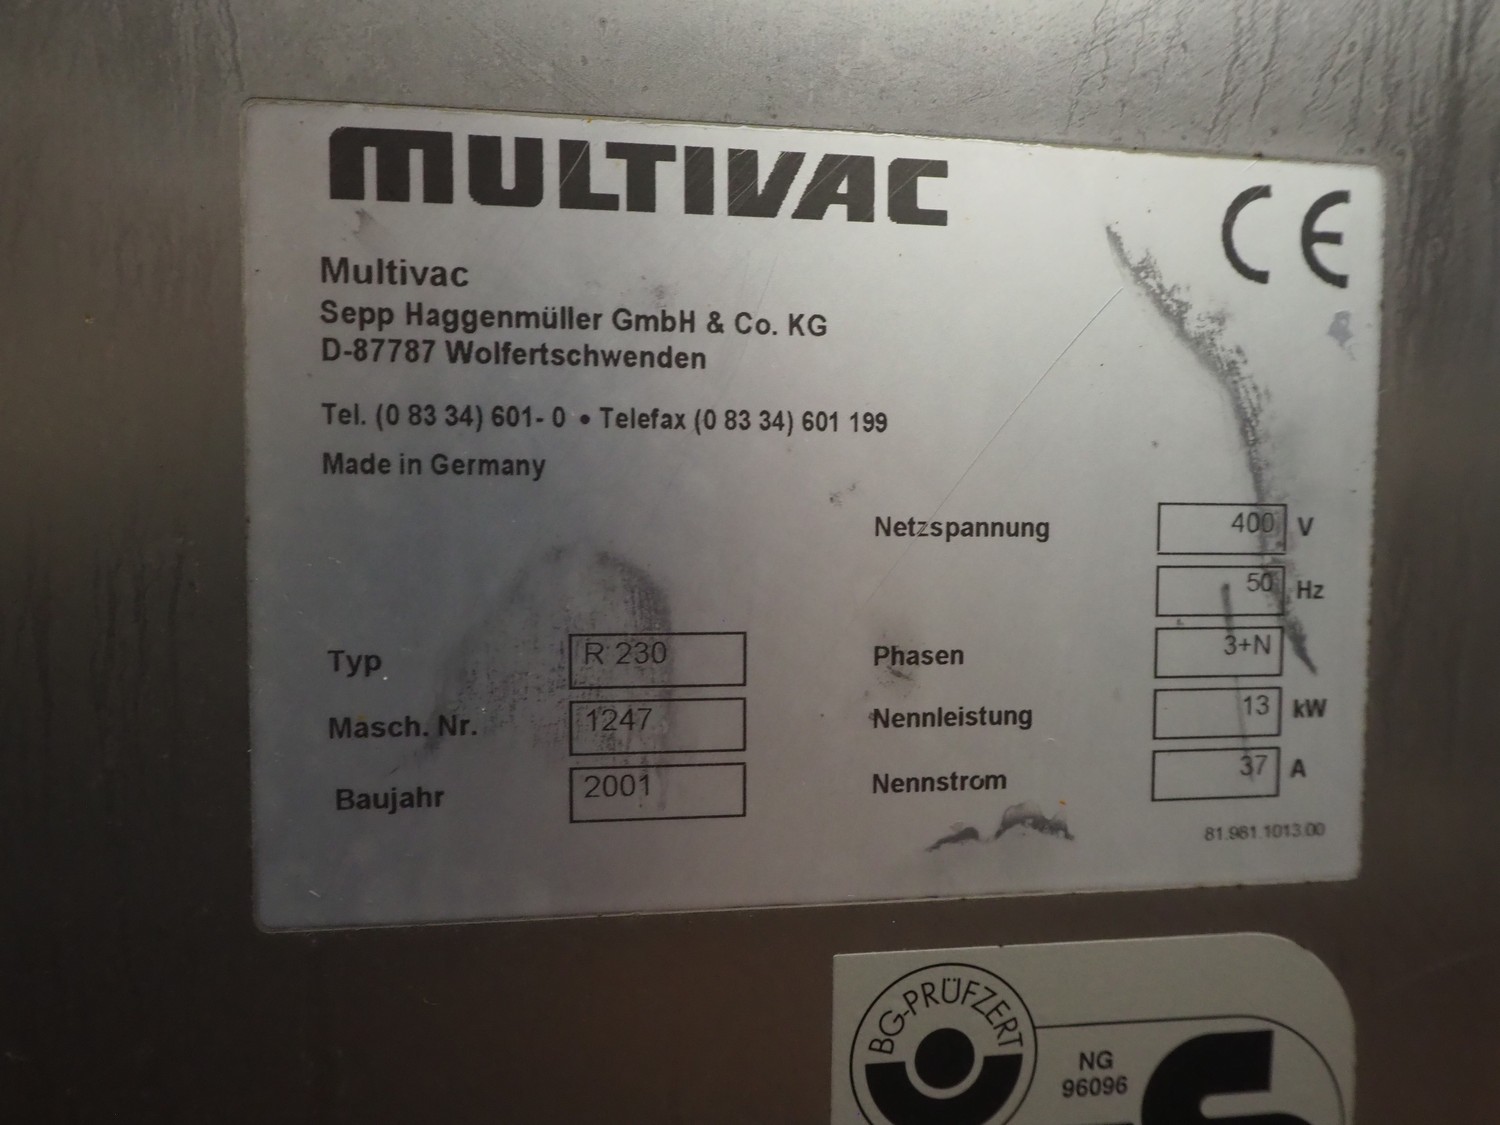 MULTIVAC
CE
Multivac
Sepp Haggenmüller GmbH & Co. KG
D-87787 Wolfertschwenden
Tel. (0 83 34) 601- 0 • Telefax (0 83 34) 601 199
Made in Germany
Netzspannung 400 V
50 Hz
Typ R 230
Phasen 3+N
Masch. Nr. 1247
Nennleistung 13 kW
Baujahr 2001
Nennstrom 37 A
81.981.1013.00
BG-PRÜFZERT
NG
96096